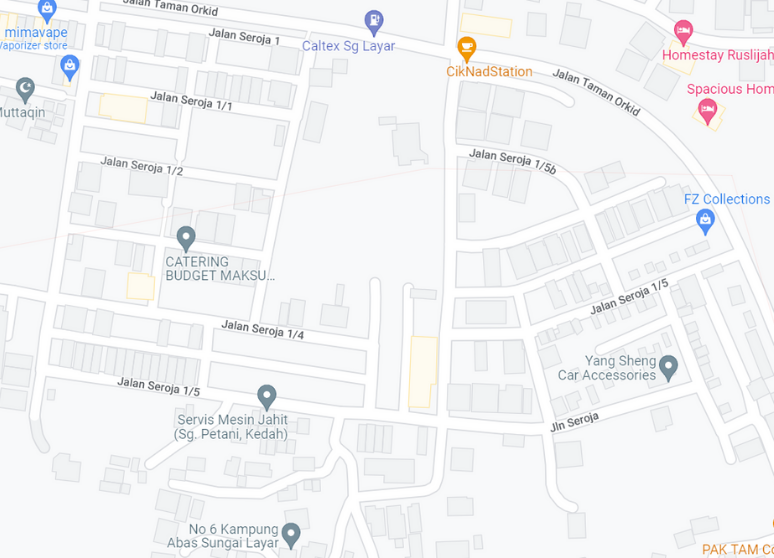 Jalan Taman Orkid
mimavape
Vaporizer store
Jalan Seroja 1
Caltex Sg Layar
CikNadStation
Homestay Ruslijah
Jalan Taman Orkid
Spacious Hom
Muttaqin
Jalan Seroja 1/1
Jalan Seroja 1/2
Jalan Seroja 1/5b
FZ Collections
CATERING
BUDGET MAKSU...
Jalan Seroja 1/5
Jalan Seroja 1/4
Yang Sheng
Car Accessories
Jalan Seroja 1/5
Servis Mesin Jahit
(Sg. Petani, Kedah)
Jln Seroja
No 6 Kampung
Abas Sungai Layar
PAK TAM Co